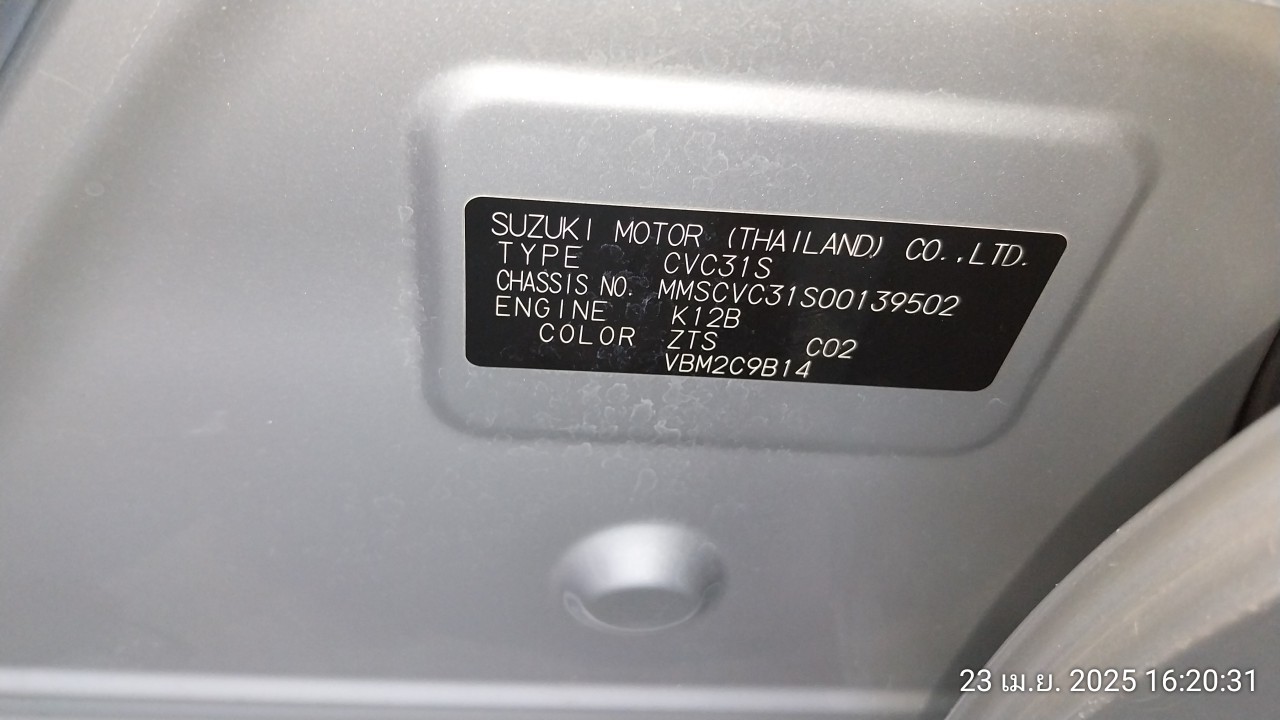 SUZUKI MOTOR (THAILAND) CO.,LTD.
TYPE CVC31S
CHASSIS NO. MMSCVC31S00139502
ENGINE K12B
COLOR ZTS CO2
VBM2C9B14
23 เม.ย. 2025 16:20:31